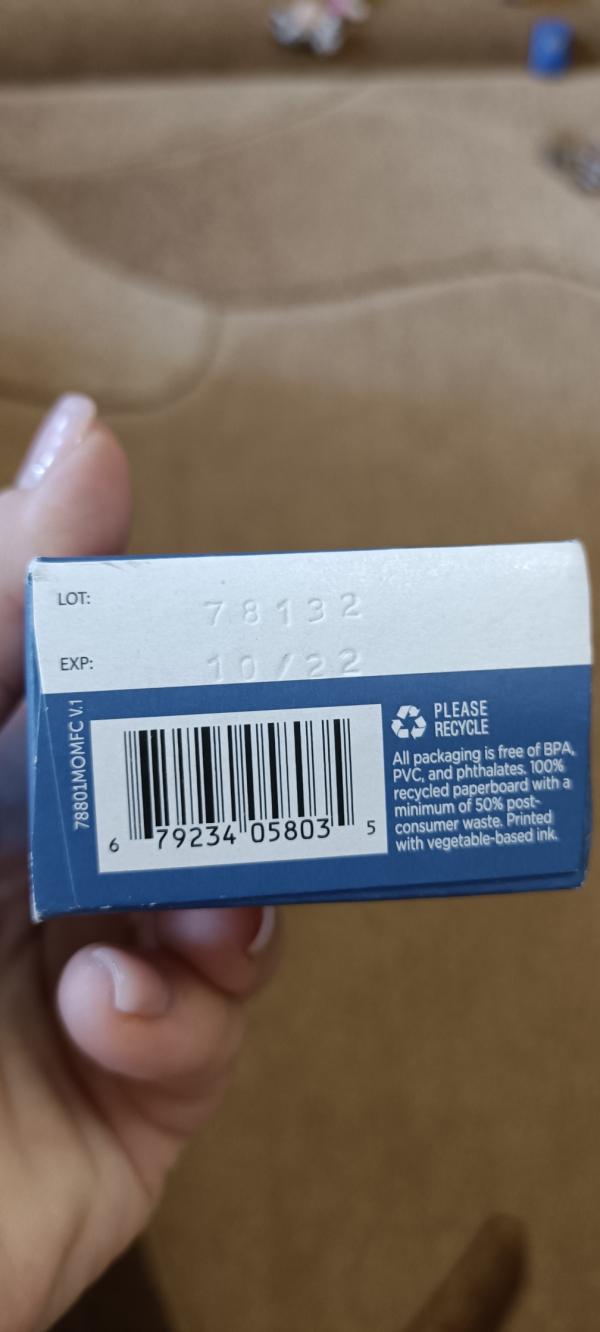 LOT: 78132
EXP: 10/22
78801MOMFC V.1
6 79234 05803 5
PLEASE
RECYCLE
All packaging is free of BPA,
PVC, and phthalates. 100%
recycled paperboard with a
minimum of 50% post-
consumer waste. Printed
with vegetable-based ink.